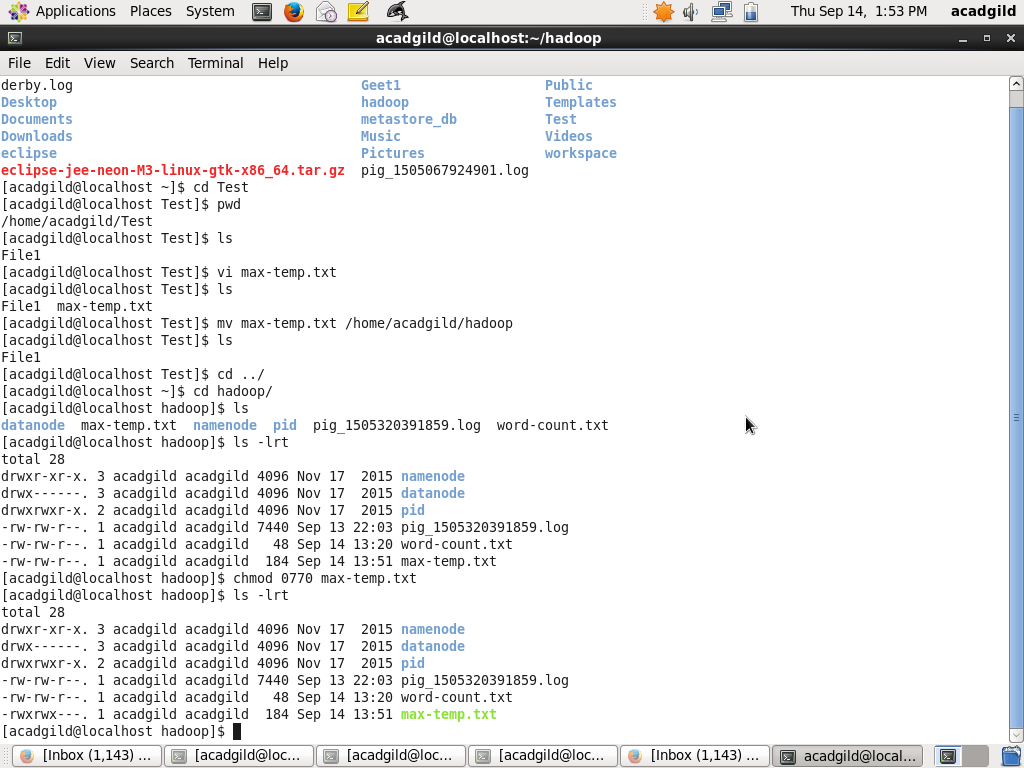 Applications Places System Thu Sep 14, 1:53 PM acadgild
acadgild@localhost:~/hadoop
File Edit View Search Terminal Help
derby.log Geet1 Public
Desktop hadoop Templates
Documents metastore_db Test
Downloads Music Videos
eclipse Pictures workspace
eclipse-jee-neon-M3-linux-gtk-x86_64.tar.gz pig_1505067924901.log
[acadgild@localhost ~]$ cd Test
[acadgild@localhost Test]$ pwd
/home/acadgild/Test
[acadgild@localhost Test]$ ls
File1
[acadgild@localhost Test]$ vi max-temp.txt
[acadgild@localhost Test]$ ls
File1  max-temp.txt
[acadgild@localhost Test]$ mv max-temp.txt /home/acadgild/hadoop
[acadgild@localhost Test]$ ls
File1
[acadgild@localhost Test]$ cd ../
[acadgild@localhost ~]$ cd hadoop/
[acadgild@localhost hadoop]$ ls
datanode  max-temp.txt  namenode  pid  pig_1505320391859.log  word-count.txt
[acadgild@localhost hadoop]$ ls -lrt
total 28
drwxr-xr-x. 3 acadgild acadgild 4096 Nov 17  2015 namenode
drwx------. 3 acadgild acadgild 4096 Nov 17  2015 datanode
drwxrwxr-x. 2 acadgild acadgild 4096 Nov 17  2015 pid
-rw-rw-r--. 1 acadgild acadgild 7440 Sep 13 22:03 pig_1505320391859.log
-rw-rw-r--. 1 acadgild acadgild   48 Sep 14 13:20 word-count.txt
-rw-rw-r--. 1 acadgild acadgild  184 Sep 14 13:51 max-temp.txt
[acadgild@localhost hadoop]$ chmod 0770 max-temp.txt
[acadgild@localhost hadoop]$ ls -lrt
total 28
drwxr-xr-x. 3 acadgild acadgild 4096 Nov 17  2015 namenode
drwx------. 3 acadgild acadgild 4096 Nov 17  2015 datanode
drwxrwxr-x. 2 acadgild acadgild 4096 Nov 17  2015 pid
-rw-rw-r--. 1 acadgild acadgild 7440 Sep 13 22:03 pig_1505320391859.log
-rw-rw-r--. 1 acadgild acadgild   48 Sep 14 13:20 word-count.txt
-rwxrwx---. 1 acadgild acadgild  184 Sep 14 13:51 max-temp.txt
[acadgild@localhost hadoop]$
[Inbox (1,143) ... [acadgild@loc... [acadgild@loc... [acadgild@loc... [Inbox (1,143) ... acadgild@local...